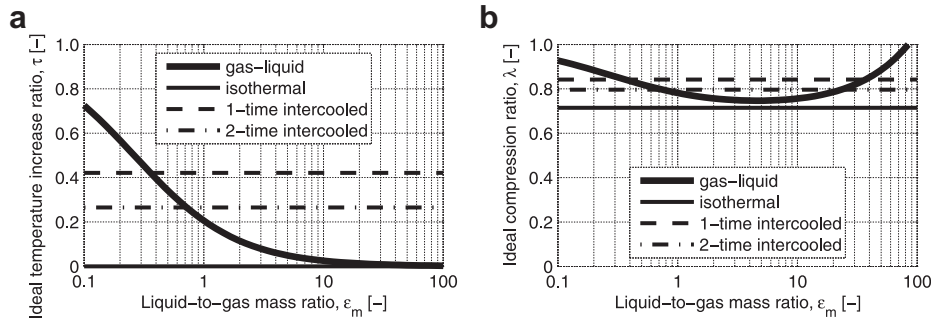 a
Ideal temperature increase ratio, τ [−]
1.0
0.8
0.6
0.4
0.2
0
0.1
1
10
100
Liquid-to-gas mass ratio, εm [−]
gas−liquid
isothermal
1−time intercooled
2−time intercooled
b
Ideal compression ratio, λ [−]
1.0
0.8
0.6
0.4
0.2
0
0.1
1
10
100
Liquid-to-gas mass ratio, εm [−]
gas−liquid
isothermal
1−time intercooled
2−time intercooled